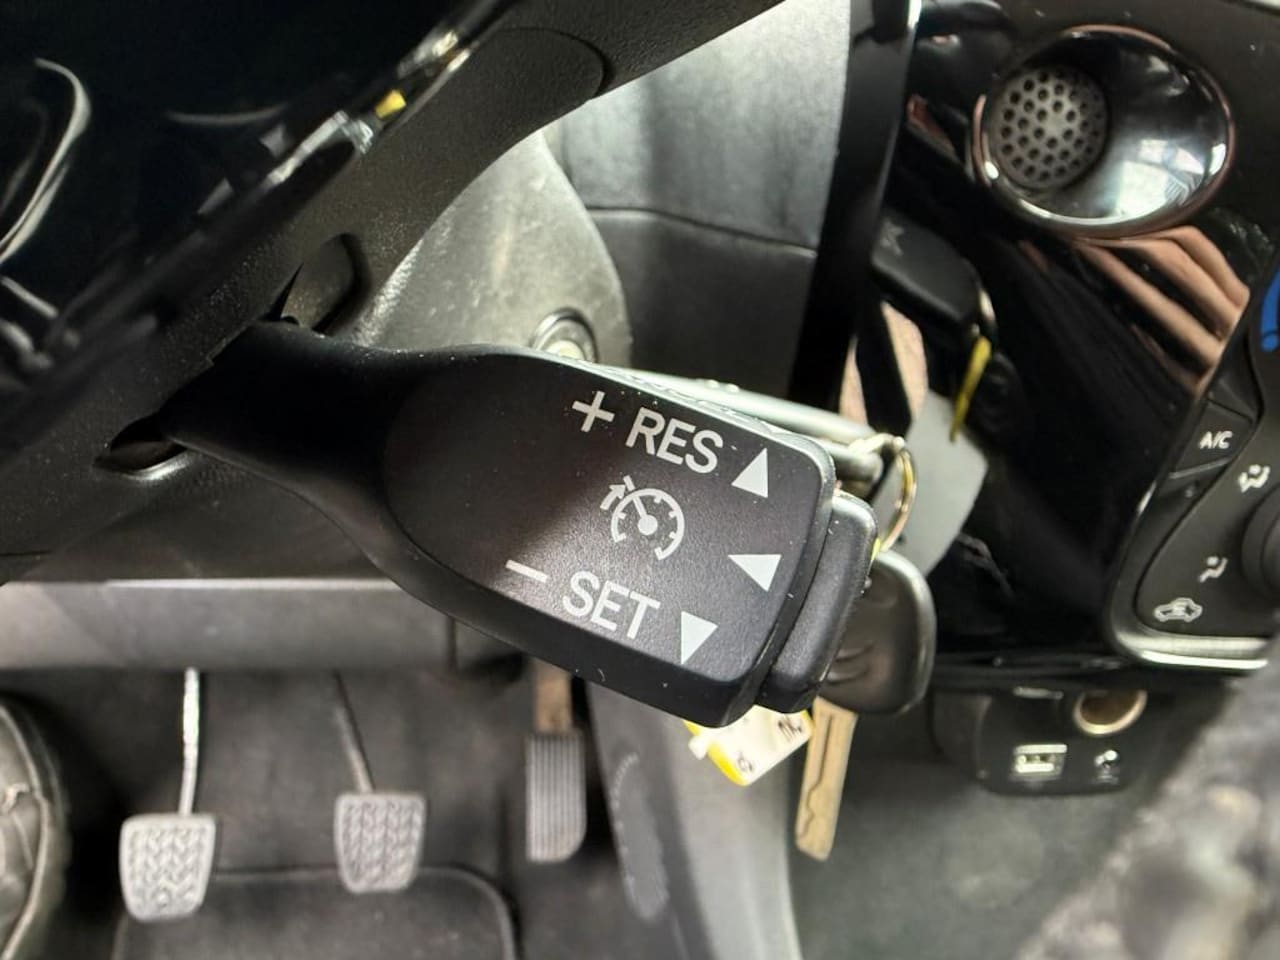 + RES
− SET
A/C